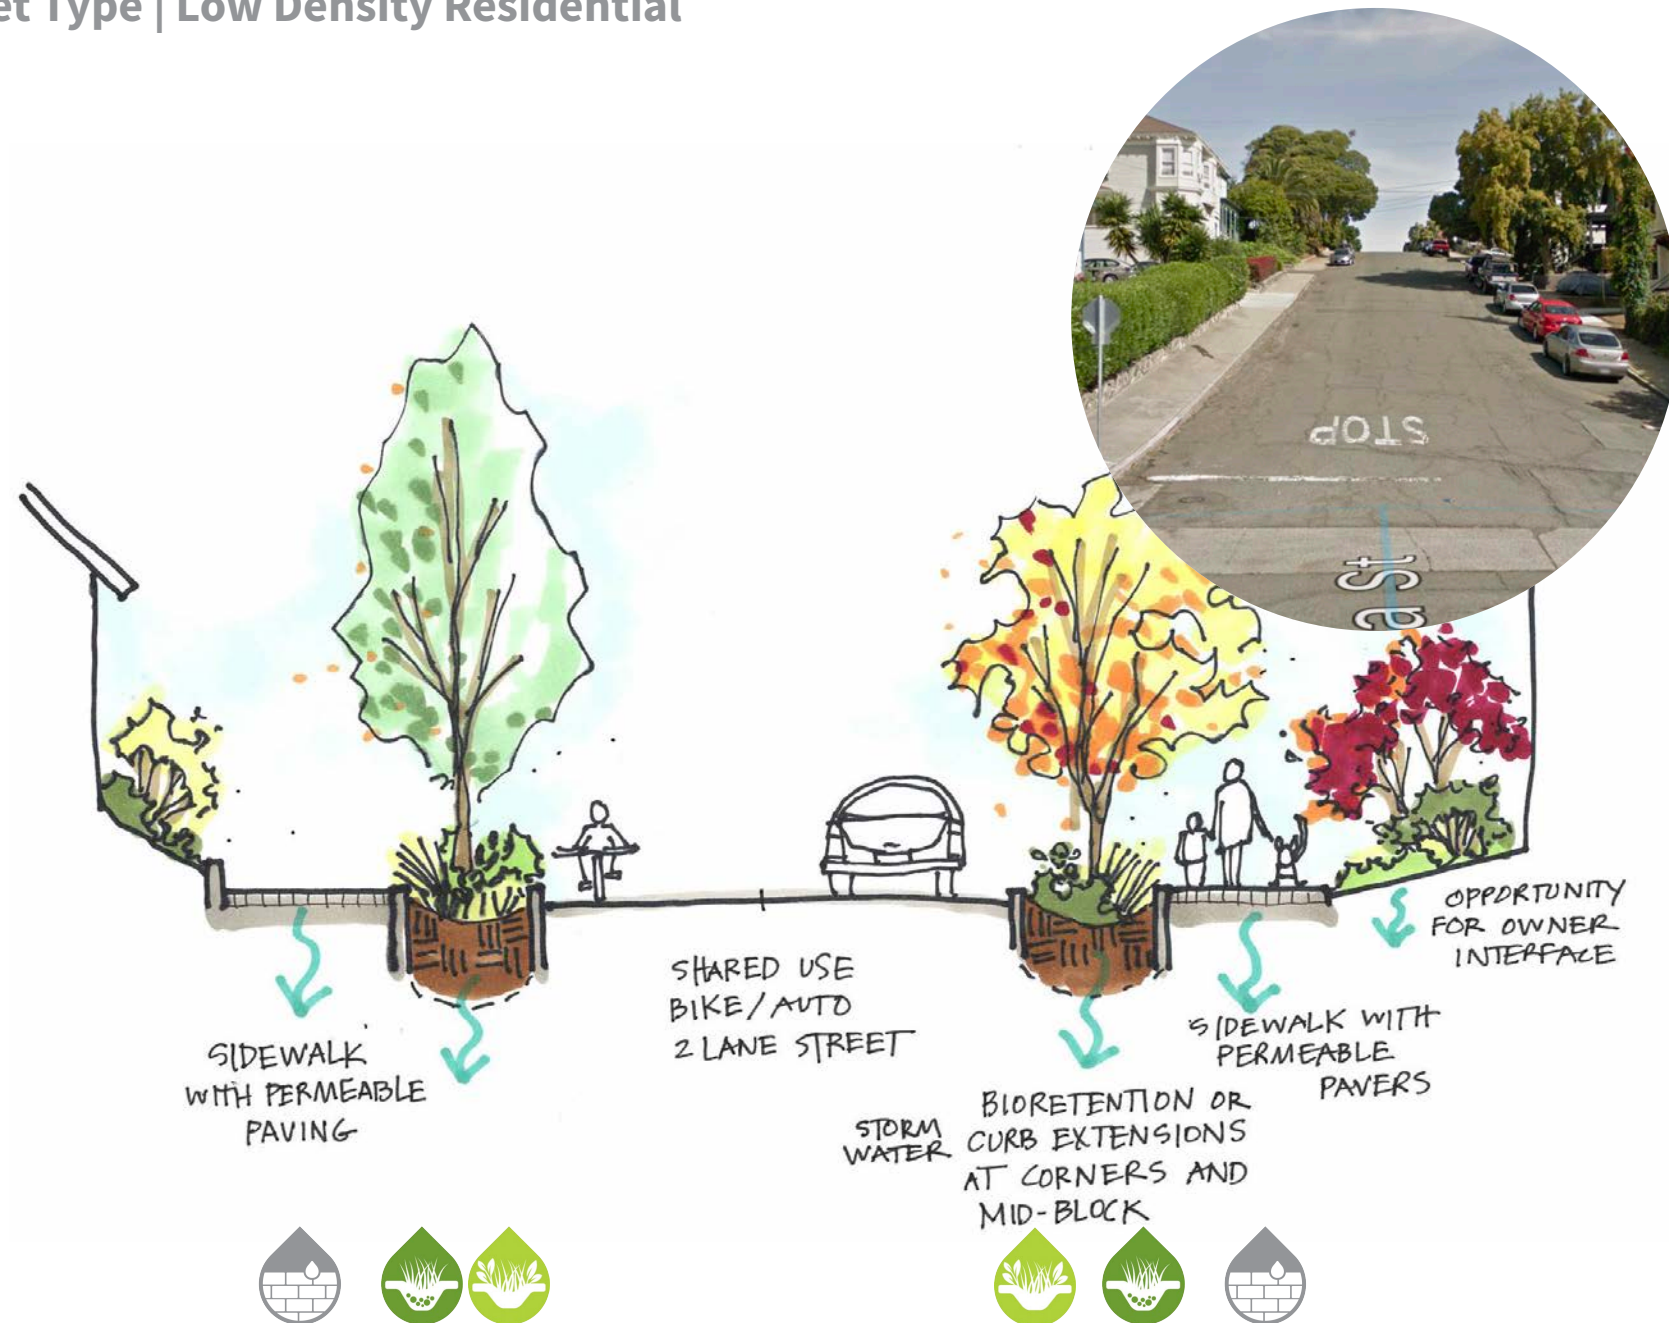 et Type | Low Density Residential
STOP
a St
OPPORTUNITY
FOR OWNER
INTERFACE
SHARED USE
BIKE/AUTO
2 LANE STREET
SIDEWALK
WITH PERMEABLE
PAVING
SIDEWALK WITH
PERMEABLE
PAVERS
STORM
WATER
BIORETENTION OR
CURB EXTENSIONS
AT CORNERS AND
MID-BLOCK